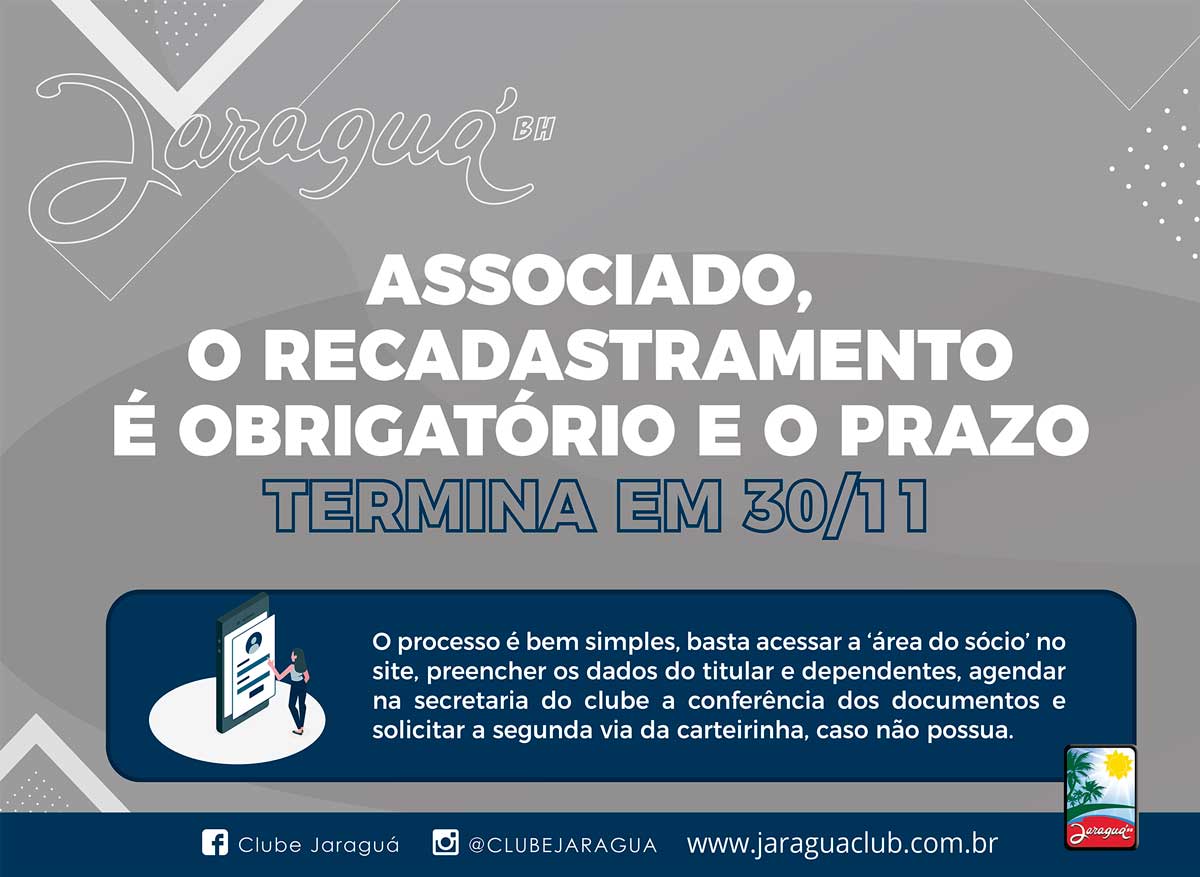 Jaraguá BH
ASSOCIADO,
O RECADASTRAMENTO
É OBRIGATÓRIO E O PRAZO
TERMINA EM 30/11
O processo é bem simples, basta acessar a ‘área do sócio’ no
site, preencher os dados do titular e dependentes, agendar
na secretaria do clube a conferência dos documentos e
solicitar a segunda via da carteirinha, caso não possua.
Jaraguá BH
Clube Jaraguá @CLUBEJARAGUA www.jaraguaclub.com.br